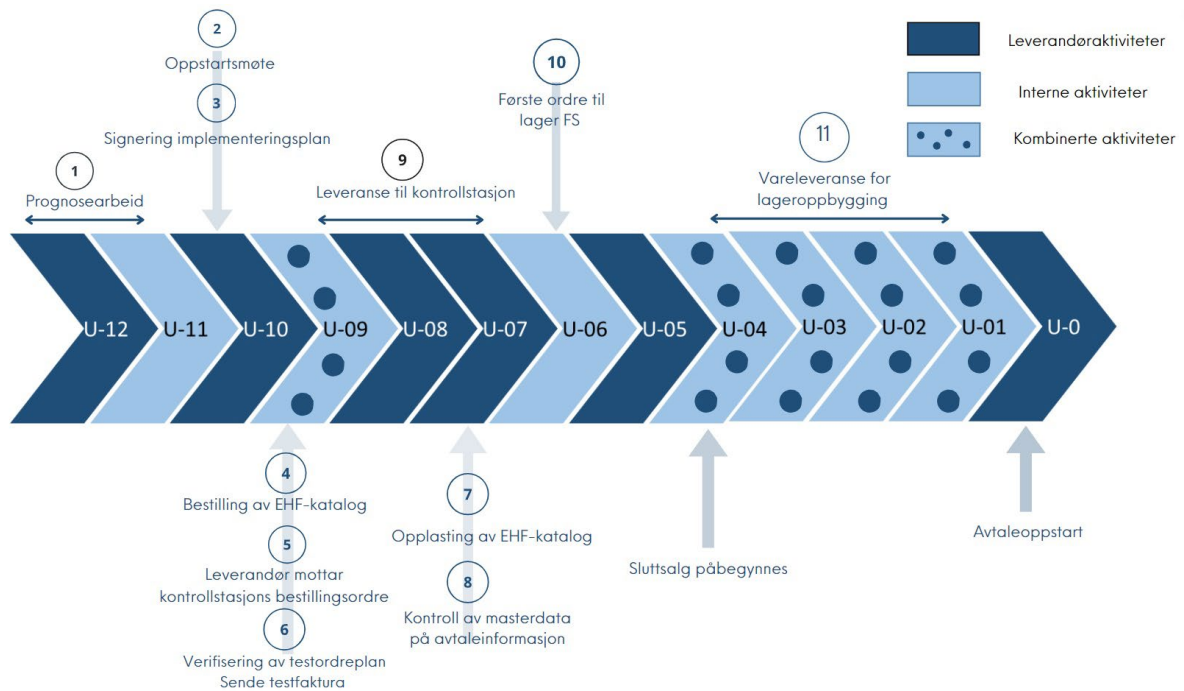 2
Oppstartsmøte
3
Signering implementeringsplan
1
Prognosearbeid
9
Leveranse til kontrollstasjon
10
Første ordre til
lager FS
11
Vareleveranse for
lageroppbygging
Leverandøraktiviteter
Interne aktiviteter
Kombinerte aktiviteter
U-12
U-11
U-10
U-09
U-08
U-07
U-06
U-05
U-04
U-03
U-02
U-01
U-0
4
Bestilling av EHF-katalog
5
Leverandør mottar
kontrollstasjons bestillingsordre
6
Verifisering av testordreplan
Sende testfaktura
7
Opplasting av EHF-katalog
8
Kontroll av masterdata
på avtaleinformasjon
Sluttsalg påbegynnes
Avtaleoppstart